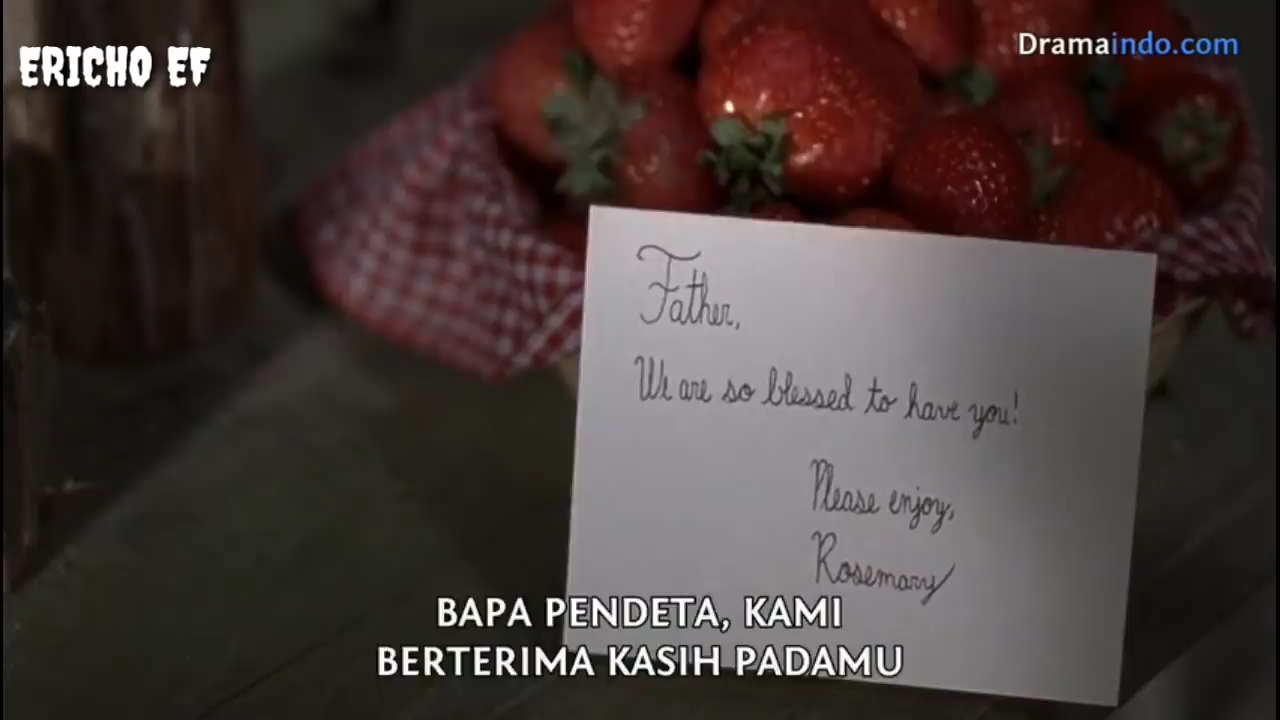 ERICHO EF
Dramaindo.com
Father,
We are so blessed to have you!
Please enjoy,
Rosemary
BAPA PENDETA, KAMI
BERTERIMA KASIH PADAMU